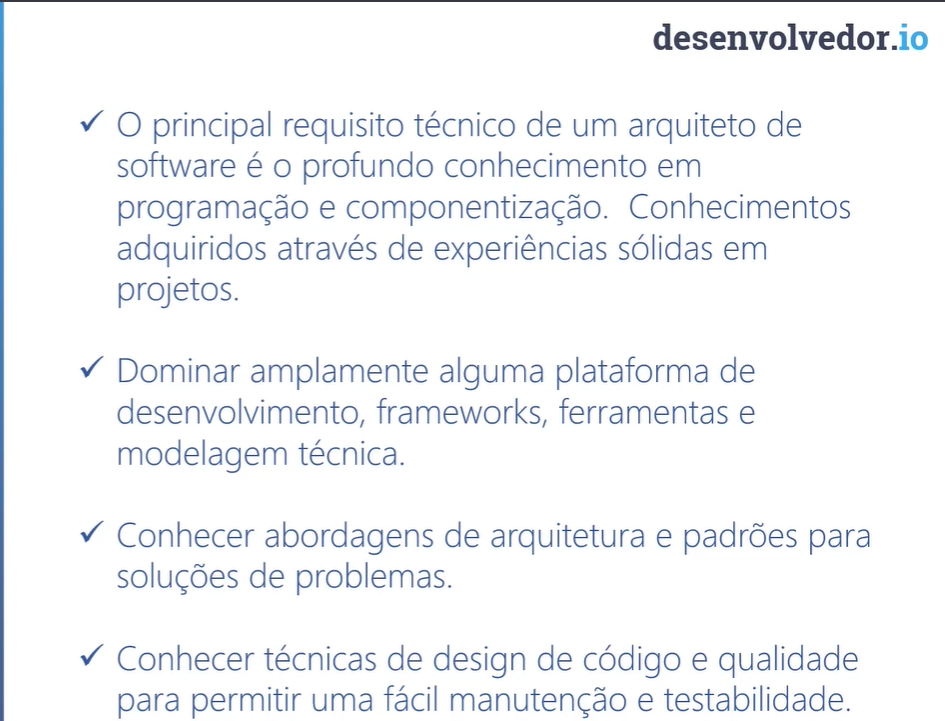 desenvolvedor.io
✓ O principal requisito técnico de um arquiteto de
software é o profundo conhecimento em
programação e componentização.  Conhecimentos
adquiridos através de experiências sólidas em
projetos.
✓ Dominar amplamente alguma plataforma de
desenvolvimento, frameworks, ferramentas e
modelagem técnica.
✓ Conhecer abordagens de arquitetura e padrões para
soluções de problemas.
✓ Conhecer técnicas de design de código e qualidade
para permitir uma fácil manutenção e testabilidade.